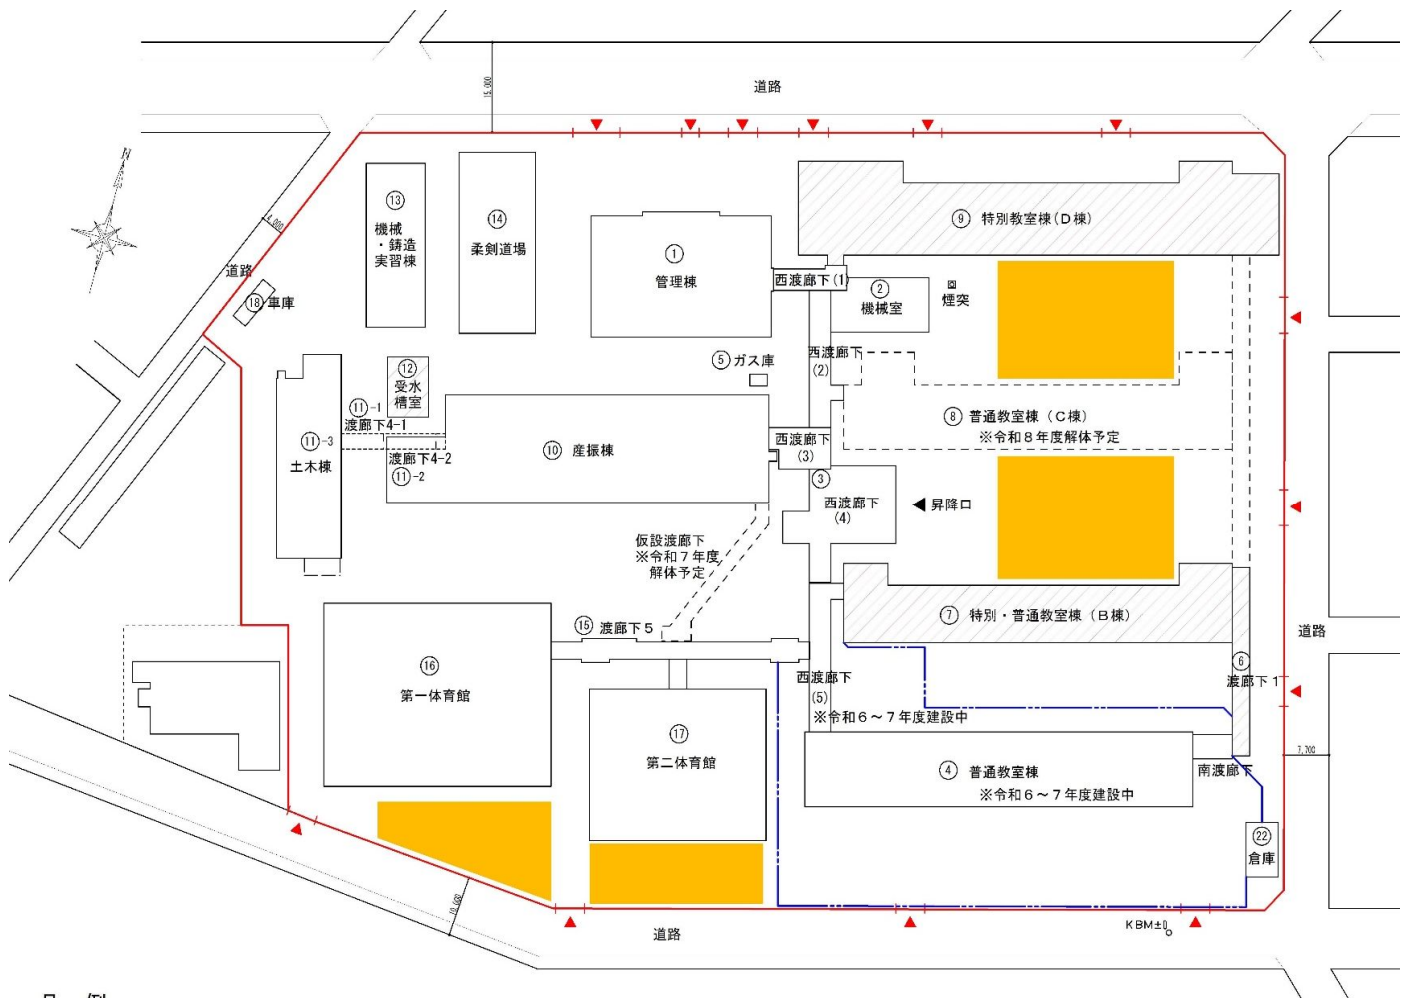 道路
15,000
N
4,000
道路
⑱車庫
⑬
機械
・鋳造
実習棟
⑭
柔剣道場
①
管理棟
西渡廊下(1)
②
機械室
煙突
⑨ 特別教室棟(D棟)
⑤ガス庫
西渡廊下
(2)
⑫
受水
槽室
⑪-1
渡廊下4-1
⑪-3
土木棟
渡廊下4-2
⑪-2
⑩ 産振棟
西渡廊下
(3)
③
西渡廊下
(4)
◀昇降口
⑧ 普通教室棟(C棟)
※令和8年度解体予定
仮設渡廊下
※令和7年度
解体予定
⑦ 特別・普通教室棟(B棟)
⑮ 渡廊下5
⑯
第一体育館
⑰
第二体育館
西渡廊下
(5)
※令和6~7年度建設中
⑥
渡廊下1
道路
④ 普通教室棟
※令和6~7年度建設中
南渡廊下
7,700
㉒
倉庫
10,000
道路
KBM±0
凡 例